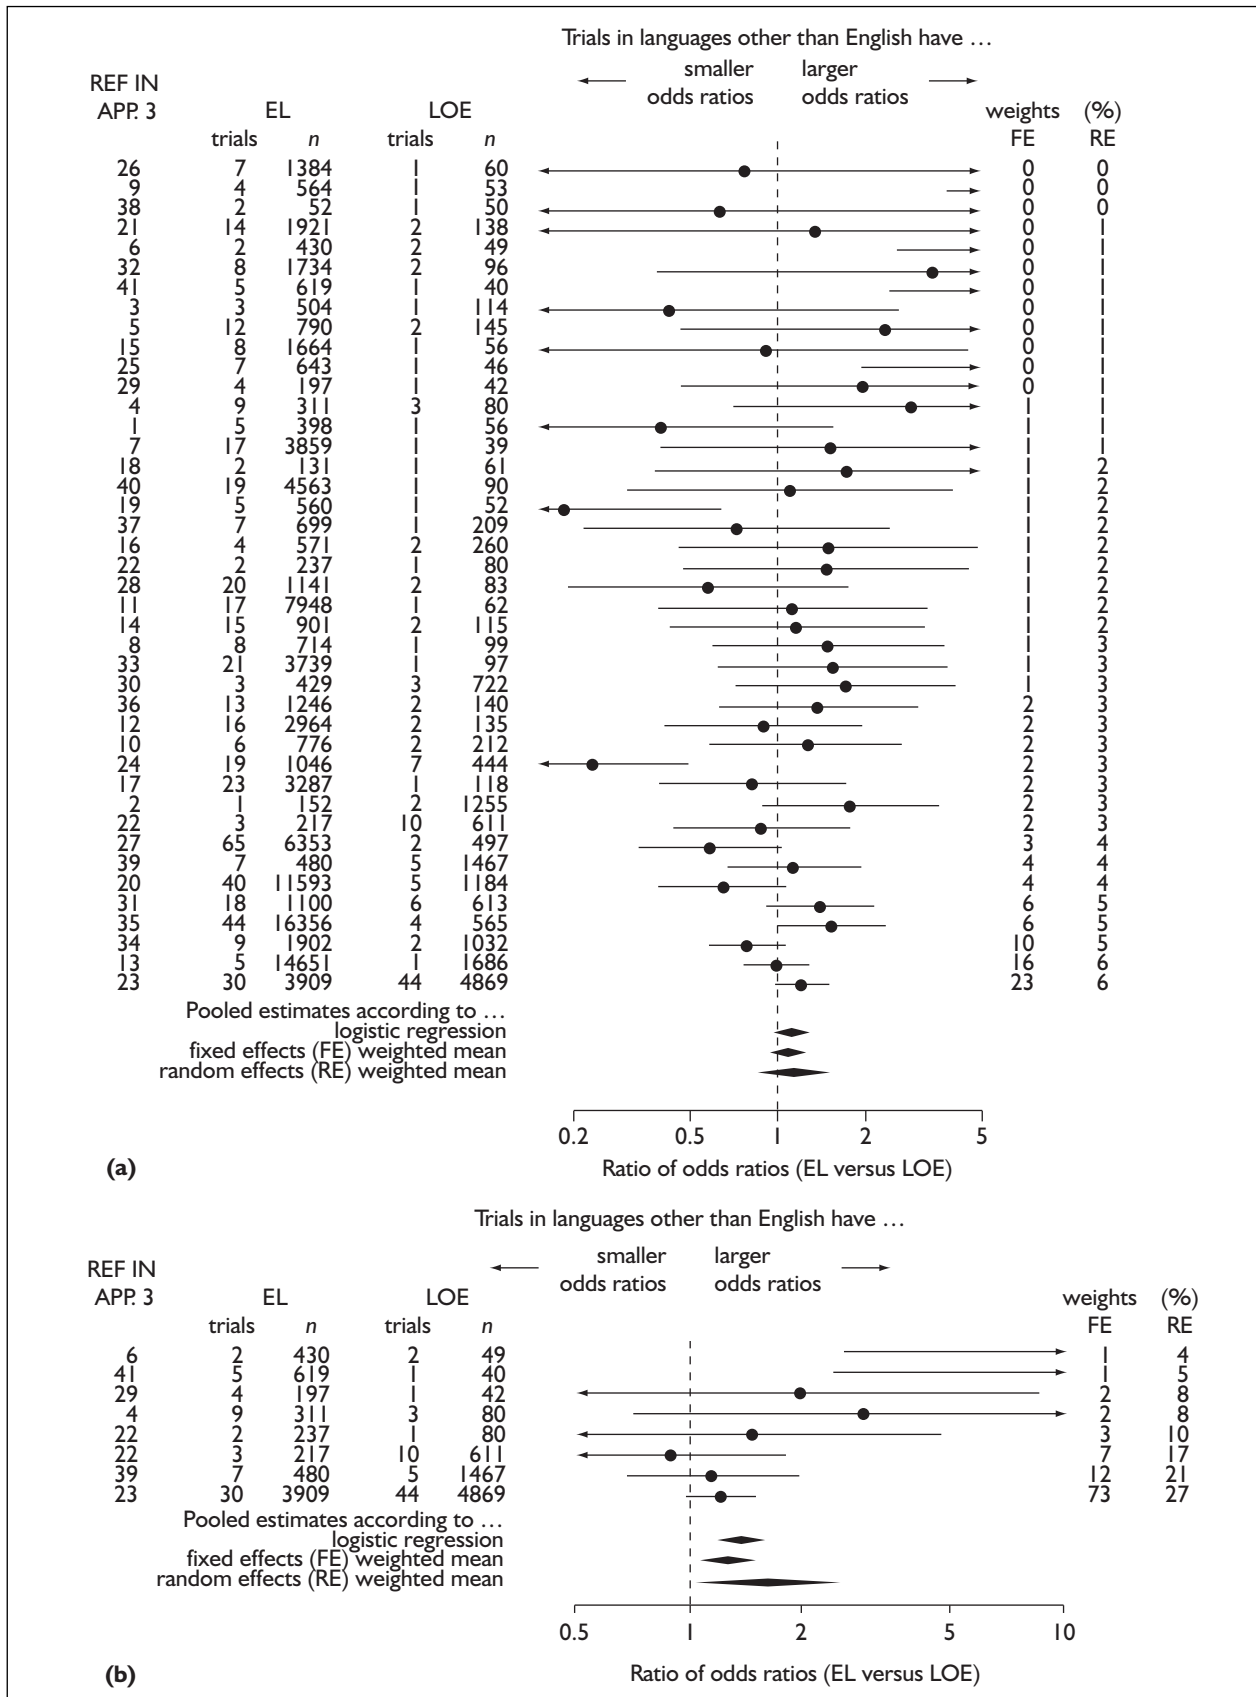 Trials in languages other than English have …
smaller larger
REF IN odds ratios odds ratios
APP. 3 EL LOE weights (%)
trials n trials n FE RE
26 7 1384 1 60 0 0
9 4 564 1 53 0 0
38 2 52 1 50 0 0
21 14 1921 2 138 0 1
6 2 430 2 49 0 1
32 8 1734 2 96 0 1
41 5 619 1 40 0 1
3 3 504 1 114 0 1
5 12 790 2 145 0 1
15 8 1664 1 56 0 1
25 7 643 1 46 0 1
29 4 197 1 42 0 1
4 9 311 3 80 1 1
1 5 398 1 56 1 1
7 17 3859 1 39 1 1
18 2 131 1 61 1 2
40 19 4563 1 90 1 2
19 5 560 1 52 1 2
37 7 699 1 209 1 2
16 4 571 2 260 1 2
22 2 237 1 80 1 2
28 20 1141 2 83 1 2
11 17 7948 1 62 1 2
14 15 901 2 115 1 2
8 8 714 1 99 1 3
33 21 3739 1 97 1 3
30 3 429 3 722 1 3
36 13 1246 2 140 2 3
12 16 2964 2 135 2 3
10 6 776 2 212 2 3
24 19 1046 7 444 2 3
17 23 3287 1 118 2 3
2 1 152 2 1255 2 3
22 3 217 10 611 2 3
27 65 6353 2 497 3 4
39 7 480 5 1467 4 4
20 40 11593 5 1184 4 4
31 18 1100 6 613 6 5
35 44 16356 4 565 6 5
34 9 1902 2 1032 10 5
13 5 14651 1 1686 16 6
23 30 3909 44 4869 23 6
Pooled estimates according to …
logistic regression
fixed effects (FE) weighted mean
random effects (RE) weighted mean
0.2 0.5 1 2 5
(a) Ratio of odds ratios (EL versus LOE)
Trials in languages other than English have …
smaller larger
REF IN odds ratios odds ratios
APP. 3 EL LOE weights (%)
trials n trials n FE RE
6 2 430 2 49 1 4
41 5 619 1 40 1 5
29 4 197 1 42 2 8
4 9 311 3 80 2 8
22 2 237 1 80 3 10
22 3 217 10 611 7 17
39 7 480 5 1467 12 21
23 30 3909 44 4869 73 27
Pooled estimates according to …
logistic regression
fixed effects (FE) weighted mean
random effects (RE) weighted mean
0.5 1 2 5 10
(b) Ratio of odds ratios (EL versus LOE)